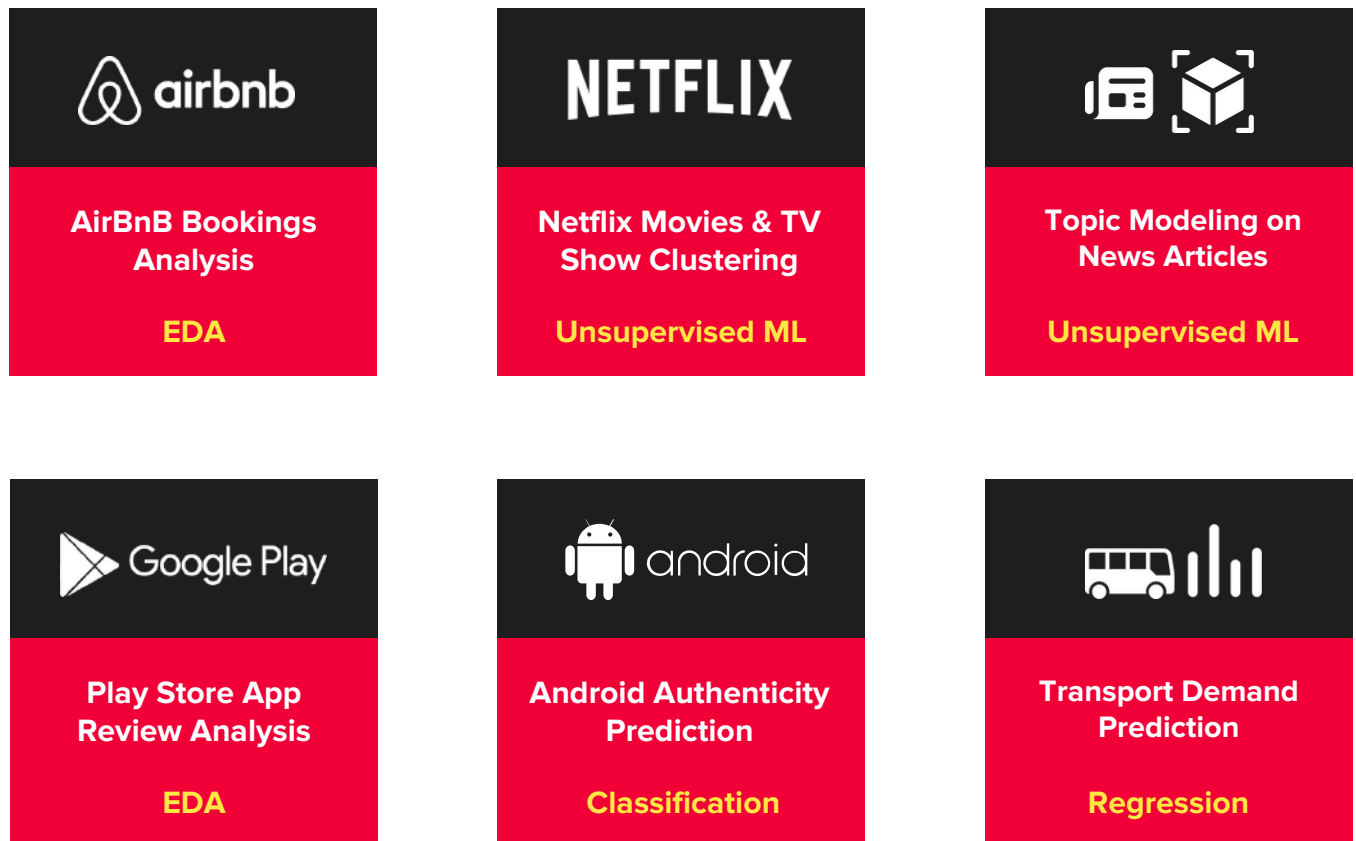 airbnb
AirBnB Bookings
Analysis
EDA
NETFLIX
Netflix Movies & TV
Show Clustering
Unsupervised ML
Topic Modeling on
News Articles
Unsupervised ML
Google Play
Play Store App
Review Analysis
EDA
android
Android Authenticity
Prediction
Classification
Transport Demand
Prediction
Regression